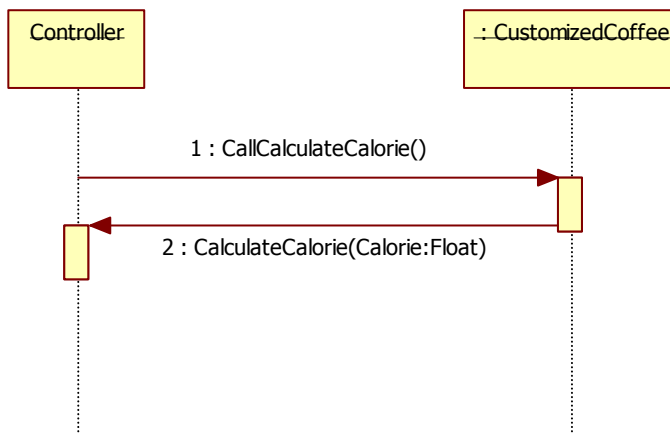 Controller
: CustomizedCoffee
1 : CallCalculateCalorie()
2 : CalculateCalorie(Calorie:Float)